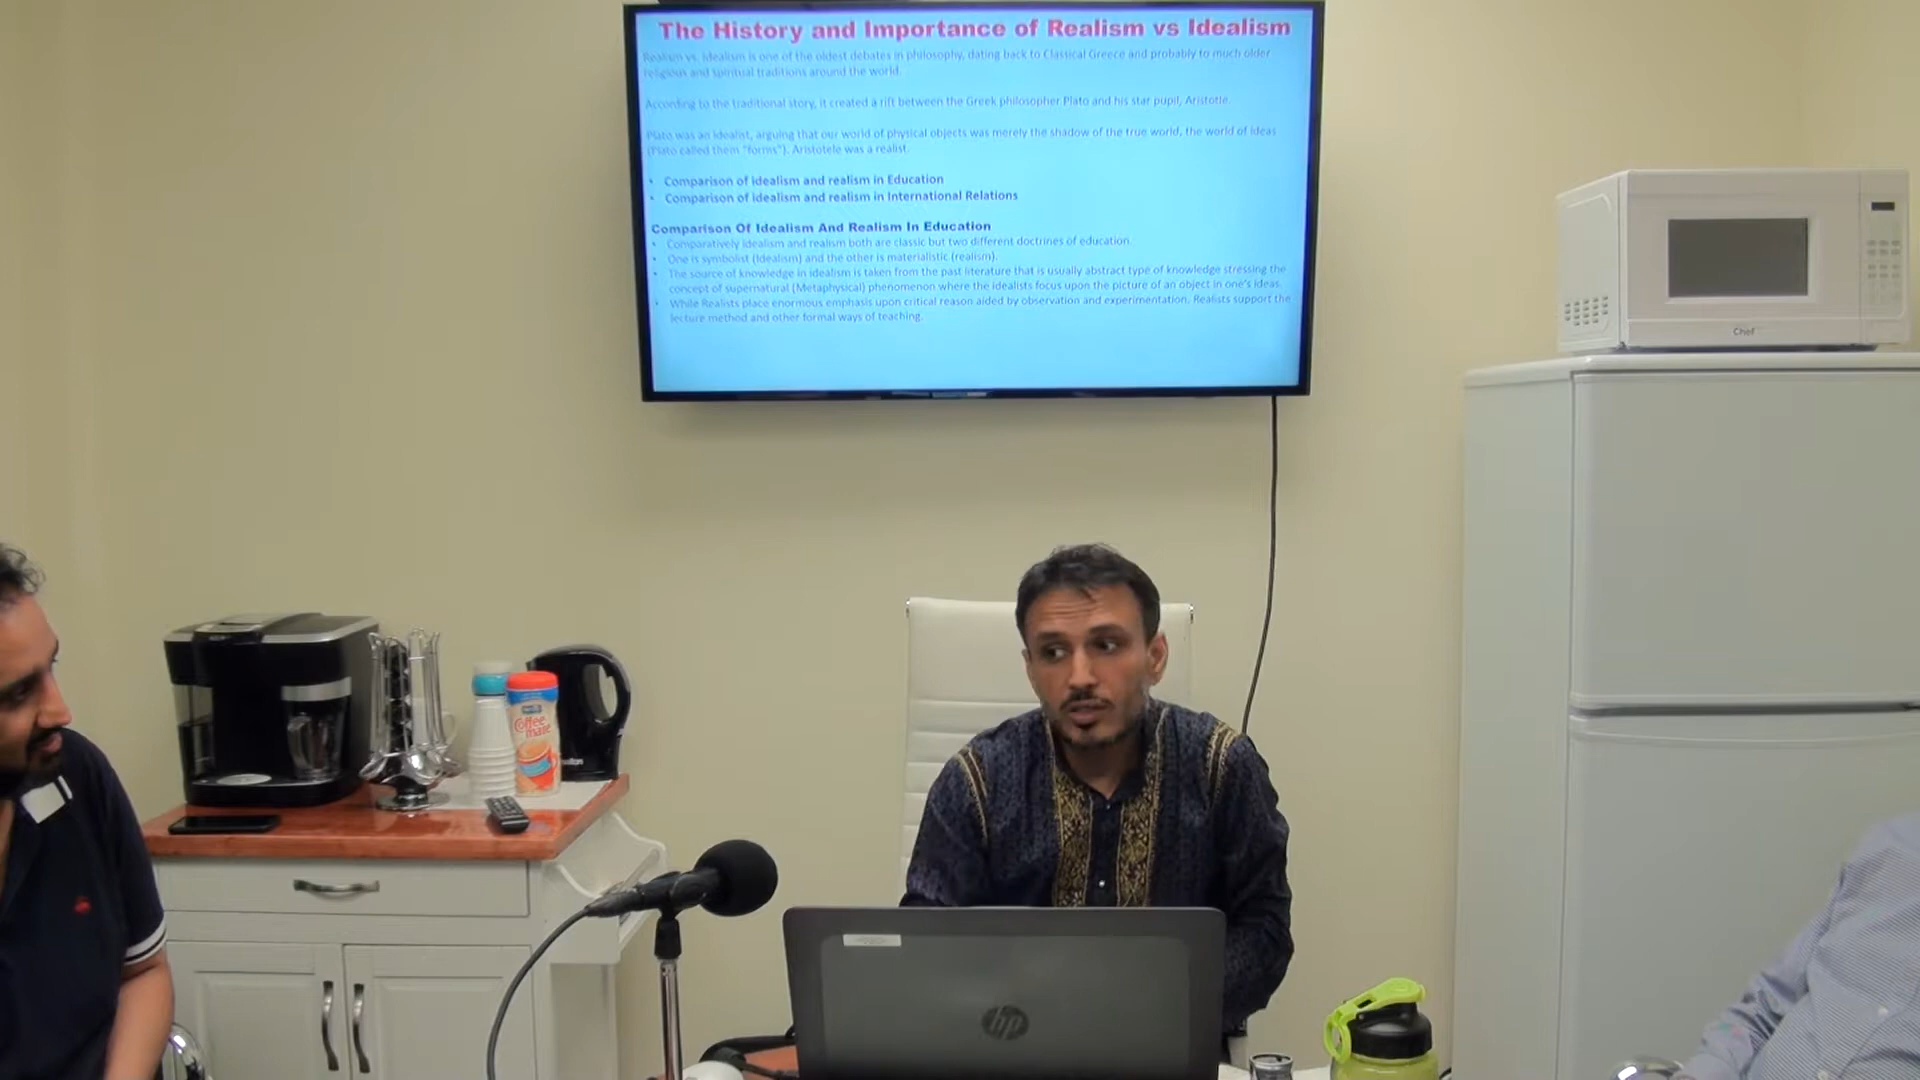 The History and Importance of Realism vs Idealism
Realism vs. Idealism is one of the oldest debates in philosophy, dating back to Classical Greece and probably to much older
religious and spiritual traditions around the world.
According to the traditional story, it created a rift between the Greek philosopher Plato and his star pupil, Aristotle.
Plato was an idealist, arguing that our world of physical objects was merely the shadow of the true world, the world of ideas
(Plato called them "forms"). Aristotele was a realist.
• Comparison of idealism and realism in Education
• Comparison of idealism and realism in International Relations
Comparison Of Idealism And Realism In Education
• Comparatively idealism and realism both are classic but two different doctrines of education.
• One is symbolist (Idealism) and the other is materialistic (realism).
• The source of knowledge in idealism is taken from the past literature that is usually abstract type of knowledge stressing the
concept of supernatural (Metaphysical) phenomenon where the idealists focus upon the picture of an object in one's ideas.
• While Realists place enormous emphasis upon critical reason aided by observation and experimentation. Realists support the
lecture method and other formal ways of teaching.
Chef
Coffee
mate
hp